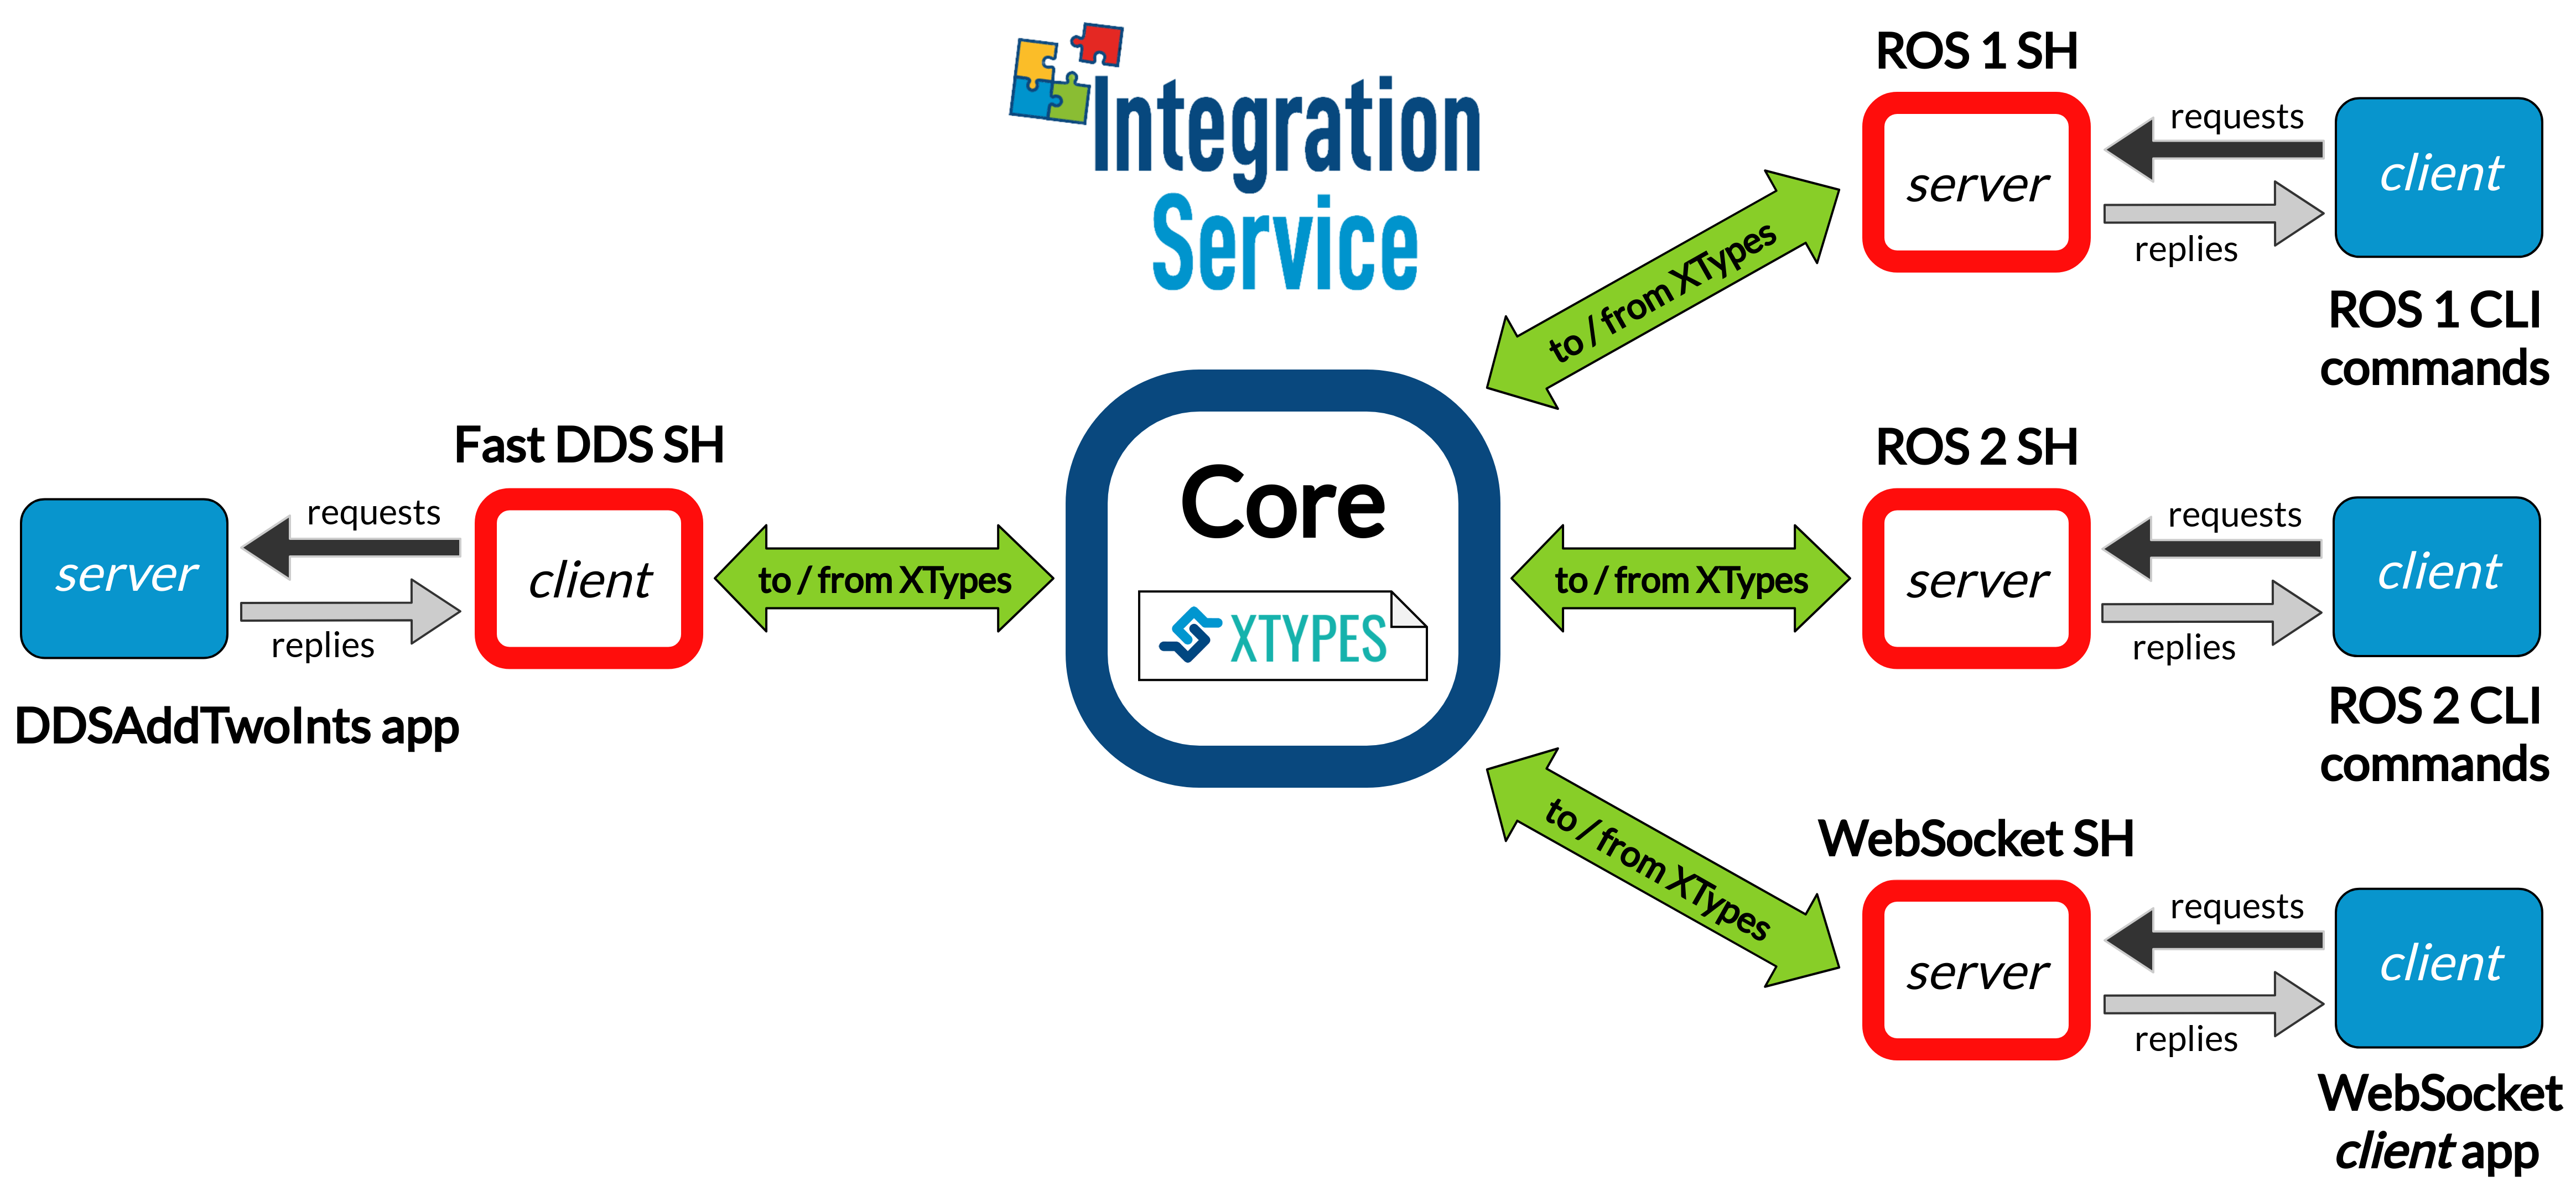 Integration
Service
ROS 1 SH
server
requests
replies
client
ROS 1 CLI
commands
to / from XTypes
Fast DDS SH
server
requests
replies
client
DDSAddTwoInts app
to / from XTypes
Core
XTYPES
to / from XTypes
ROS 2 SH
server
requests
replies
client
ROS 2 CLI
commands
to / from XTypes
WebSocket SH
server
requests
replies
client
WebSocket
client app